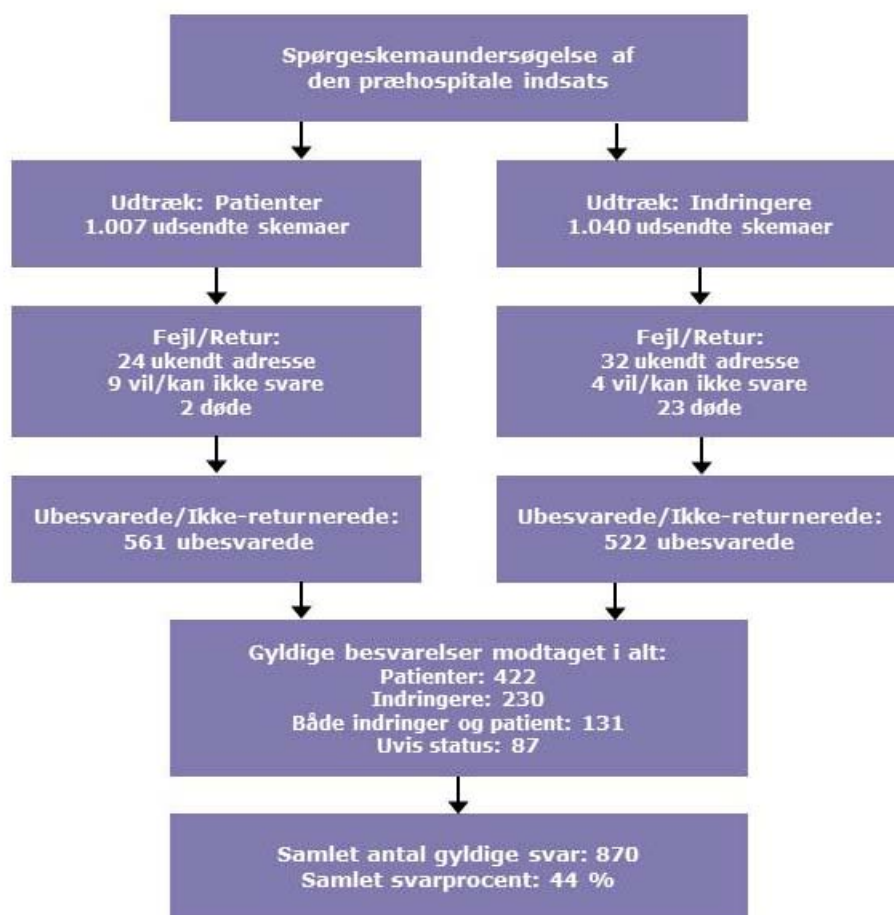 Spørgeskemaundersøgelse af
den præhospitale indsats
Udtræk: Patienter
1.007 udsendte skemaer
Udtræk: Indringere
1.040 udsendte skemaer
Fejl/Retur:
24 ukendt adresse
9 vil/kan ikke svare
2 døde
Fejl/Retur:
32 ukendt adresse
4 vil/kan ikke svare
23 døde
Ubesvarede/Ikke-returnerede:
561 ubesvarede
Ubesvarede/Ikke-returnerede:
522 ubesvarede
Gyldige besvarelser modtaget i alt:
Patienter: 422
Indringere: 230
Både indringer og patient: 131
Uvis status: 87
Samlet antal gyldige svar: 870
Samlet svarprocent: 44 %